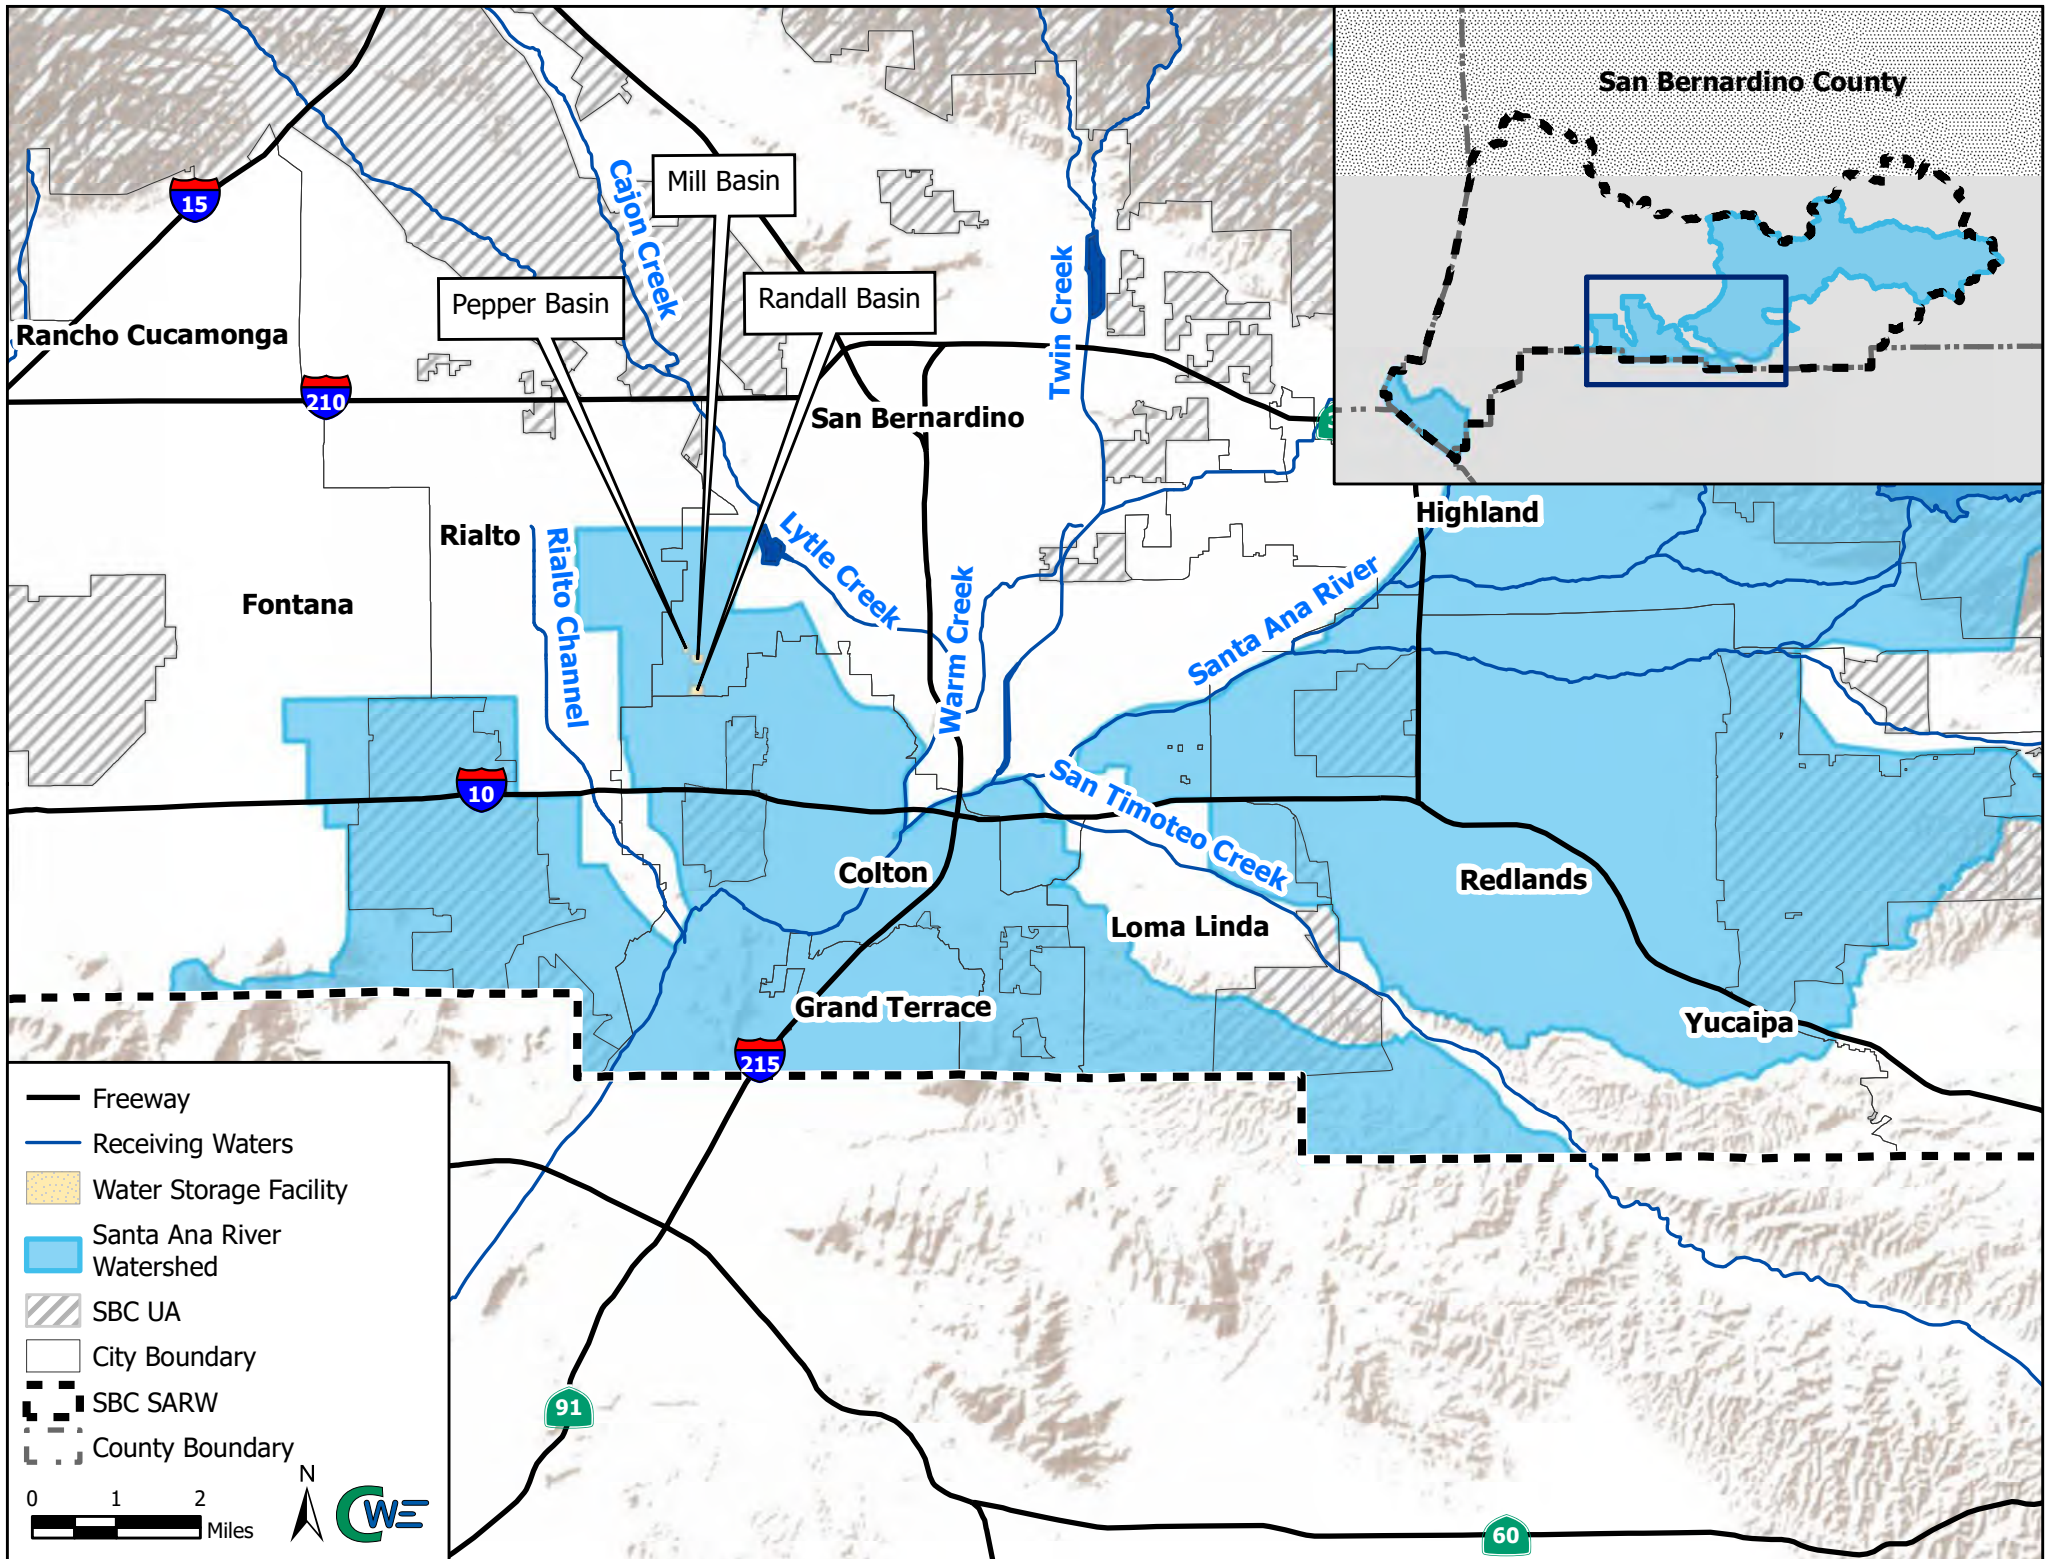 San Bernardino County
15
Cajon Creek
Mill Basin
Pepper Basin
Randall Basin
Twin Creek
Rancho Cucamonga
210
San Bernardino
Highland
Rialto
Rialto Channel
Lytle Creek
Warm Creek
Santa Ana River
Fontana
10
San Timoteo Creek
Colton
Redlands
Loma Linda
Grand Terrace
Yucaipa
215
Freeway
Receiving Waters
Water Storage Facility
Santa Ana River
Watershed
SBC UA
City Boundary
SBC SARW
County Boundary
91
N
0 1 2
Miles
CWE
60